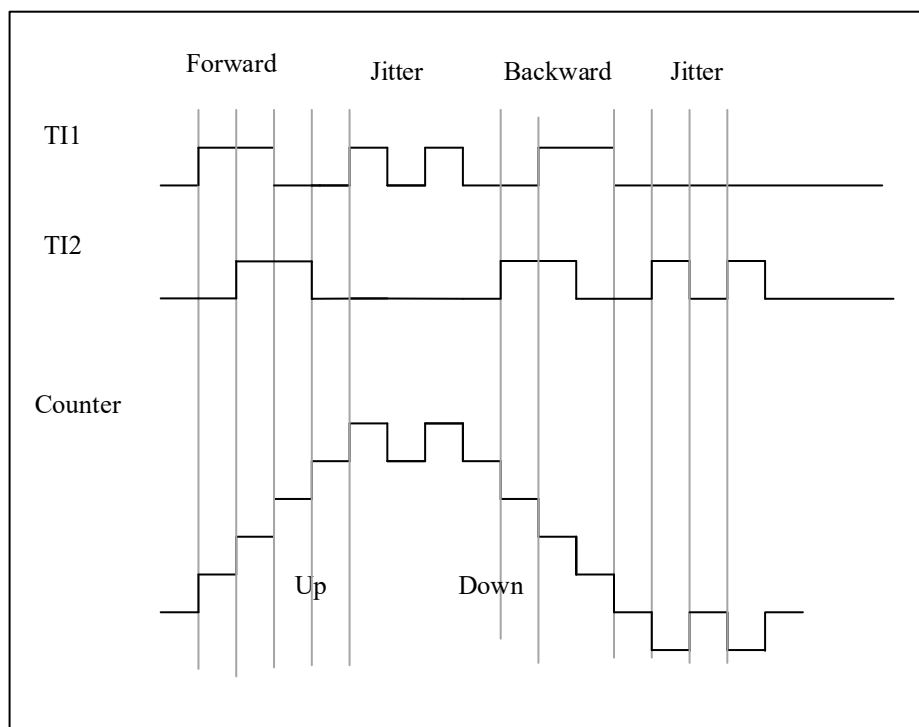 Forward
Jitter
Backward
Jitter
TI1
TI2
Counter
Up
Down